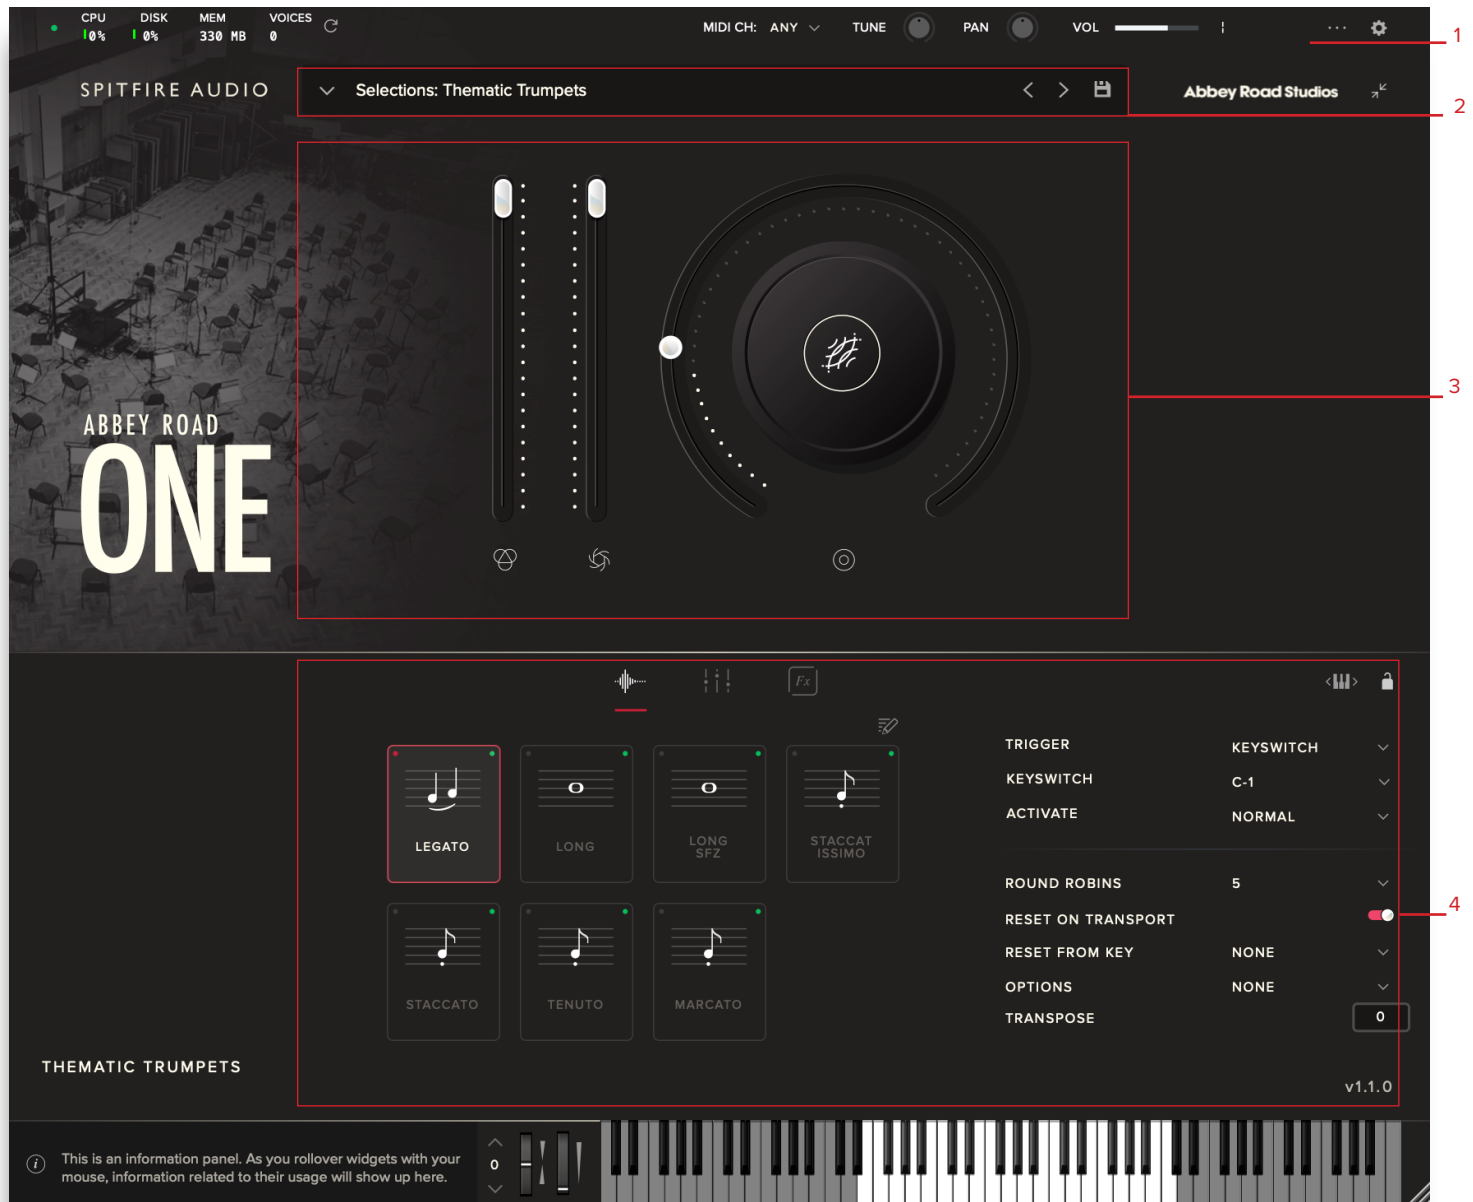 CPU DISK MEM VOICES
0% 0% 330 MB 0
MIDI CH: ANY TUNE PAN VOL
1
SPITFIRE AUDIO
Selections: Thematic Trumpets
Abbey Road Studios
2
3
ABBEY ROAD
ONE
Fx
LEGATO
LONG
LONG
SFZ
STACCAT
ISSIMO
STACCATO
TENUTO
MARCATO
TRIGGER KEYSWITCH
KEYSWITCH C-1
ACTIVATE NORMAL
ROUND ROBINS 5
RESET ON TRANSPORT
4
RESET FROM KEY NONE
OPTIONS NONE
TRANSPOSE 0
THEMATIC TRUMPETS
v1.1.0
i
This is an information panel. As you rollover widgets with your
mouse, information related to their usage will show up here.
0